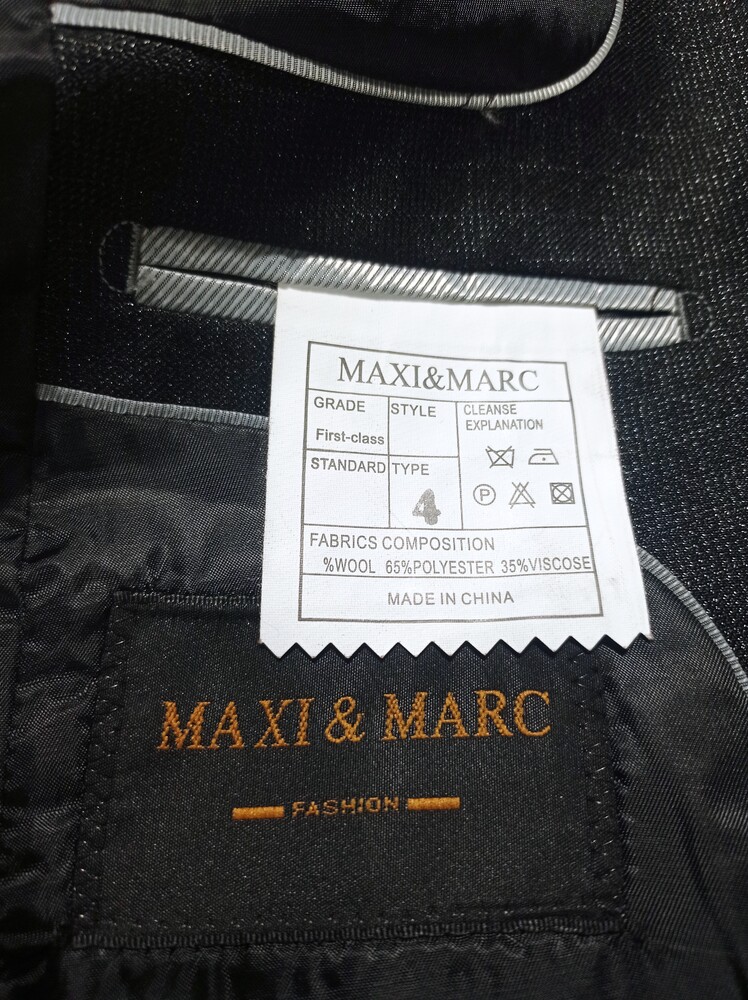 MAXI&MARC
GRADE
First-class
STYLE
CLEANSE
EXPLANATION
STANDARD
TYPE
4
P
FABRICS COMPOSITION
%WOOL 65%POLYESTER 35%VISCOSE
MADE IN CHINA
MAXI & MARC
FASHION